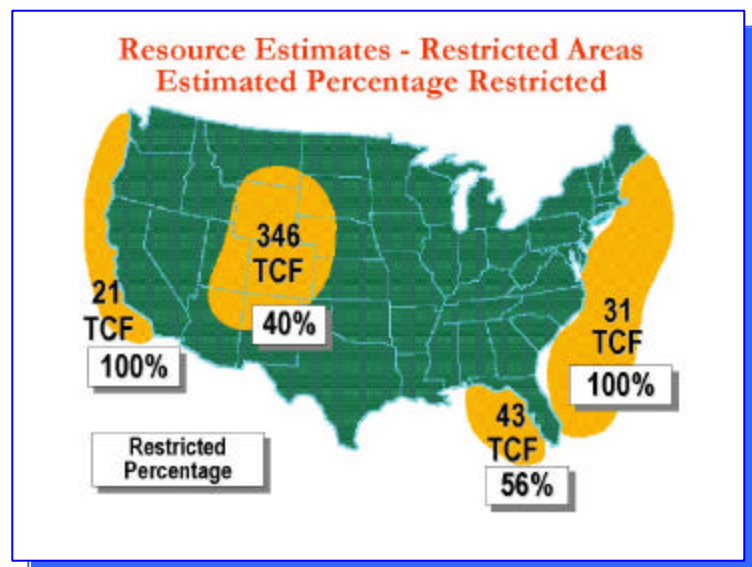 Resource Estimates - Restricted Areas
Estimated Percentage Restricted
346
TCF
40%
21
TCF
100%
31
TCF
100%
43
TCF
56%
Restricted
Percentage